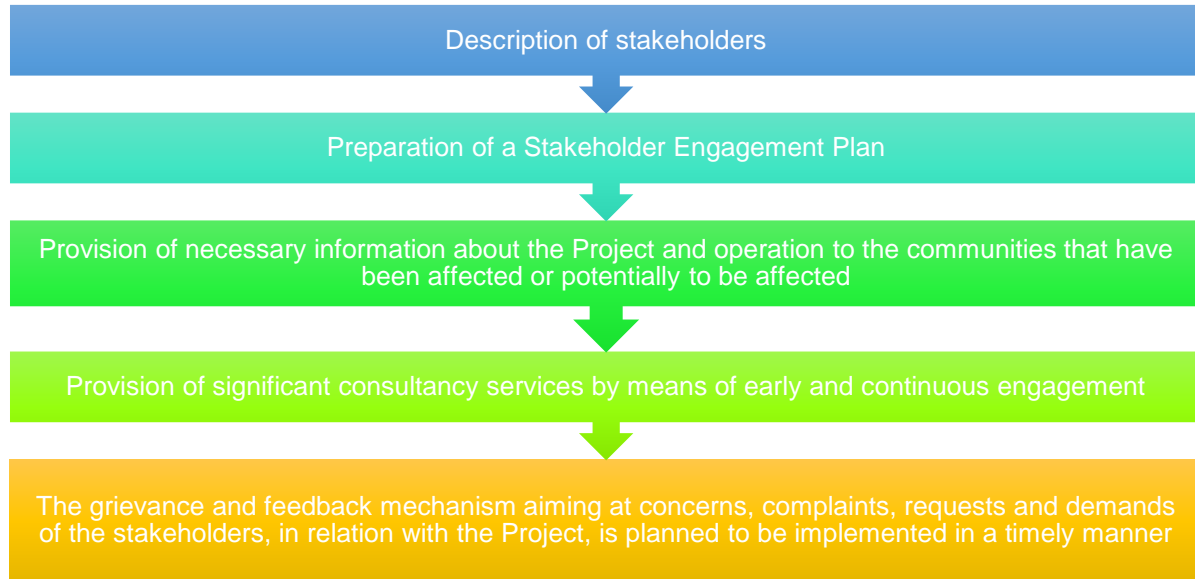 Description of stakeholders
Preparation of a Stakeholder Engagement Plan
Provision of necessary information about the Project and operation to the communities that have
been affected or potentially to be affected
Provision of significant consultancy services by means of early and continuous engagement
The grievance and feedback mechanism aiming at concerns, complaints, requests and demands
of the stakeholders, in relation with the Project, is planned to be implemented in a timely manner